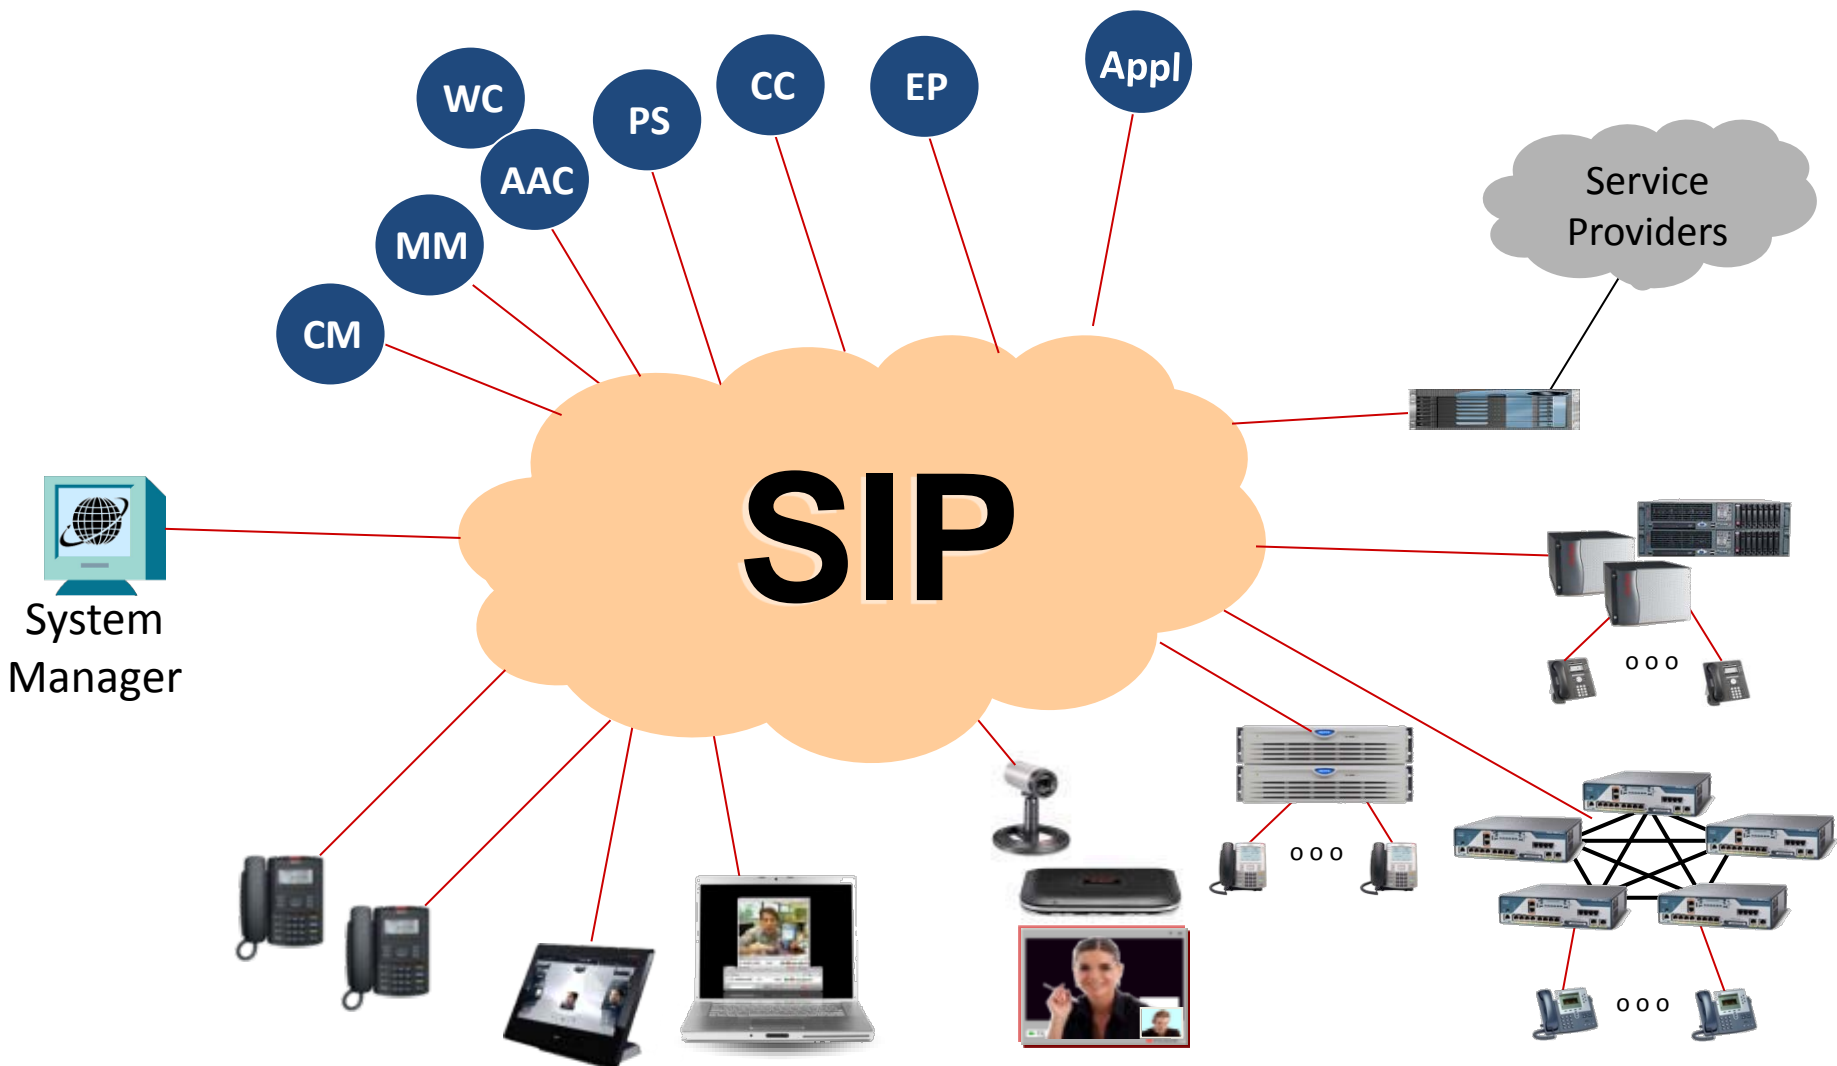 WC
AAC
MM
CM
PS
CC
EP
Appl
Service
Providers
SIP
System
Manager
o o o
o o o
o o o